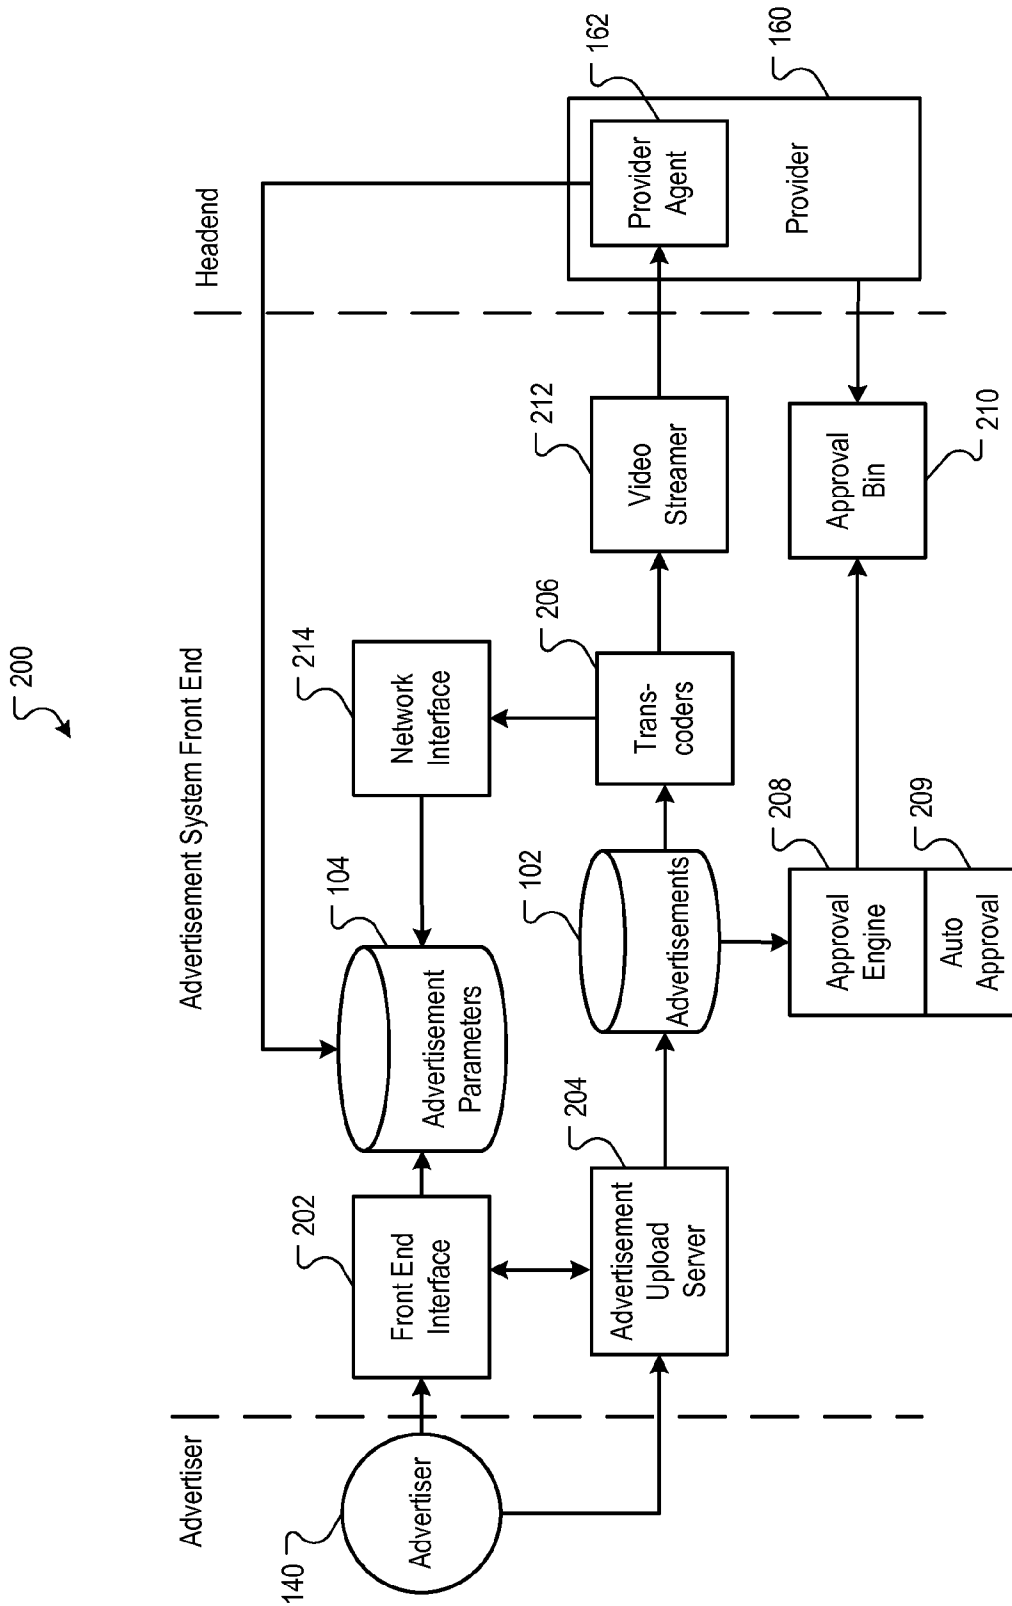 200
Advertiser
Advertisement System Front End
Headend
140
Advertiser
202
Front End
Interface
104
Advertisement
Parameters
214
Network
Interface
204
Advertisement
Upload
Server
102
Advertisements
206
Trans-
coders
212
Video
Streamer
162
Provider
Agent
160
Provider
208
Approval
Engine
209
Auto
Approval
210
Approval
Bin